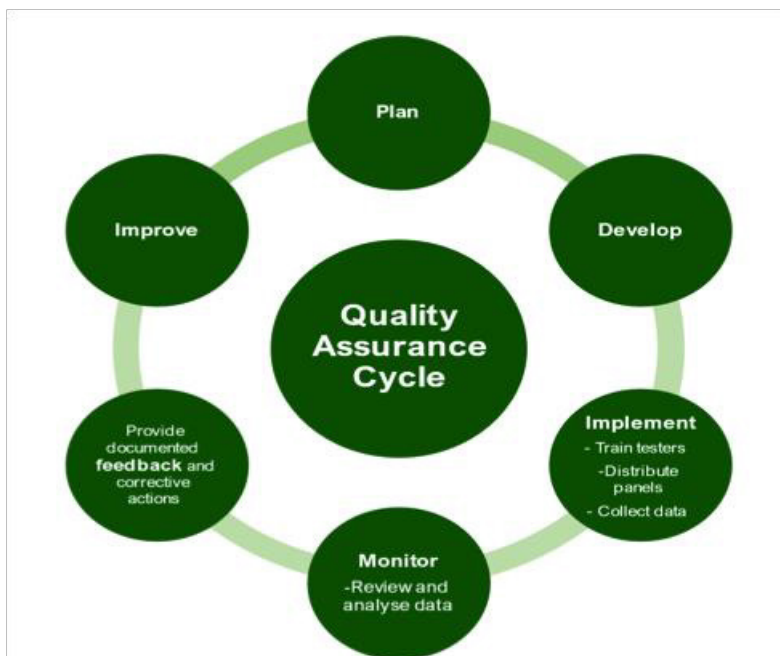 Plan
Develop
Implement
- Train testers
-Distribute
panels
- Collect data
Monitor
-Review and
analyse data
Provide
documented
feedback and
corrective
actions
Improve
Quality
Assurance
Cycle